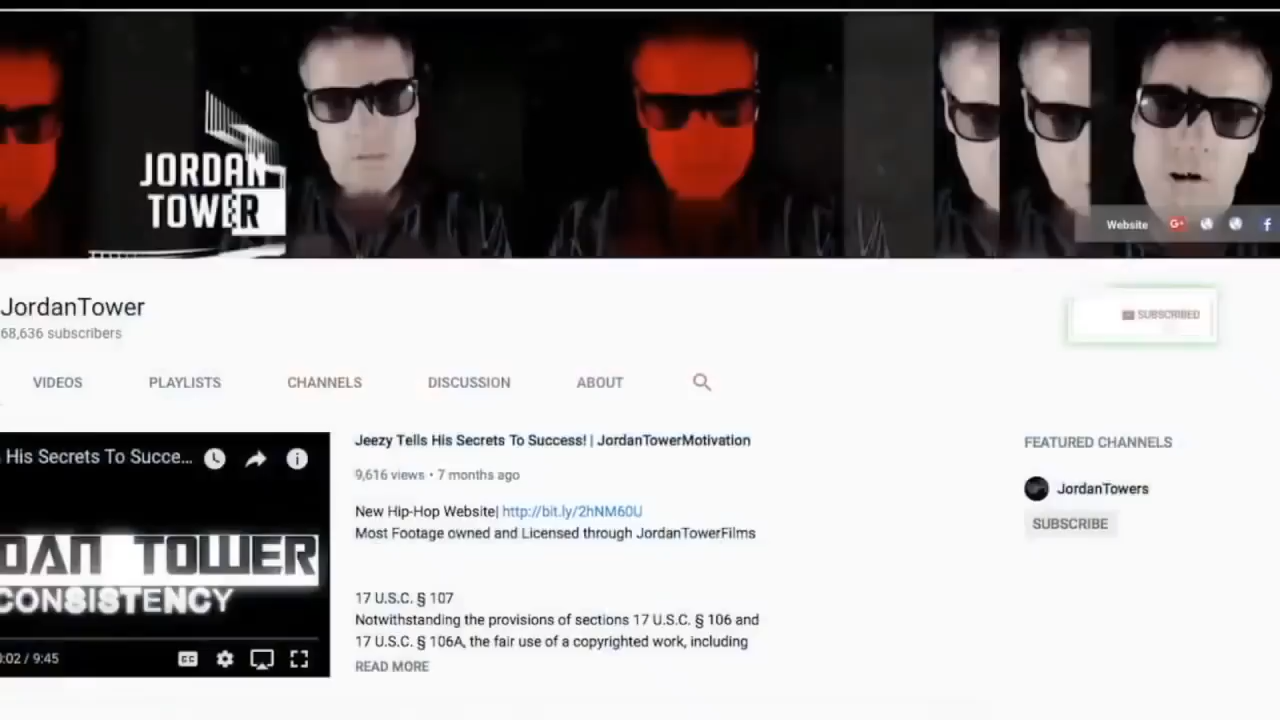 JORDAN
TOWER
Website
JordanTower
68,636 subscribers
SUBSCRIBED
VIDEOS PLAYLISTS CHANNELS DISCUSSION ABOUT
His Secrets To Succe...
DAN TOWER
CONSISTENCY
0:02 / 9:45
Jeezy Tells His Secrets To Success! | JordanTowerMotivation
9,616 views • 7 months ago
New Hip-Hop Website| http://bit.ly/2hNM60U
Most Footage owned and Licensed through JordanTowerFilms
17 U.S.C. § 107
Notwithstanding the provisions of sections 17 U.S.C. § 106 and
17 U.S.C. § 106A, the fair use of a copyrighted work, including
READ MORE
FEATURED CHANNELS
JordanTowers
SUBSCRIBE